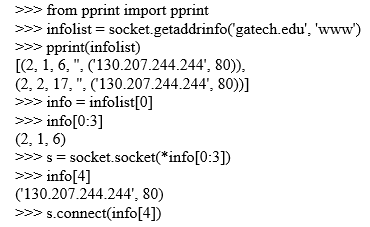 >>> from pprint import pprint
>>> infolist = socket.getaddrinfo('gatech.edu', 'www')
>>> pprint(infolist)
[(2, 1, 6, '', ('130.207.244.244', 80)),
(2, 2, 17, '', ('130.207.244.244', 80))]
>>> info = infolist[0]
>>> info[0:3]
(2, 1, 6)
>>> s = socket.socket(*info[0:3])
>>> info[4]
('130.207.244.244', 80)
>>> s.connect(info[4])